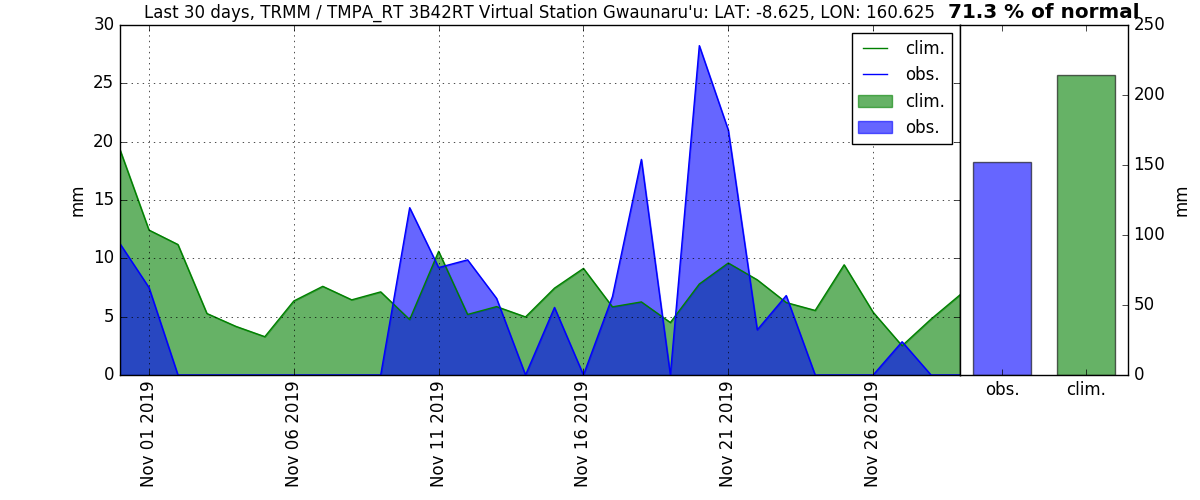 Last 30 days, TRMM / TMPA_RT 3B42RT Virtual Station Gwaunaru'u: LAT: -8.625, LON: 160.625
71.3 % of normal
30
25
20
15
10
5
0
mm
clim.
obs.
clim.
obs.
Nov 01 2019
Nov 06 2019
Nov 11 2019
Nov 16 2019
Nov 21 2019
Nov 26 2019
250
200
150
100
50
0
mm
obs.
clim.